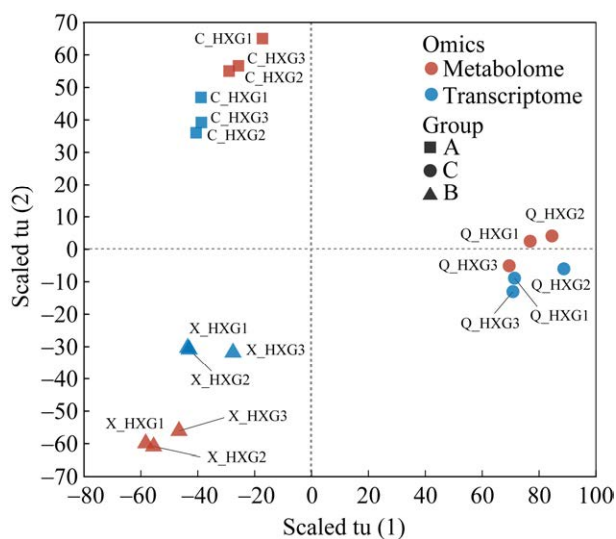 70
60
50
40
30
20
10
0
−10
−20
−30
−40
−50
−60
−70
Scaled tu (2)
C_HXG1
C_HXG3
C_HXG2
C_HXG1
C_HXG3
C_HXG2
Omics
Metabolome
Transcriptome
Group
A
C
B
Q_HXG2
Q_HXG1
Q_HXG3
Q_HXG2
Q_HXG1
Q_HXG3
X_HXG1
X_HXG3
X_HXG2
X_HXG1
X_HXG3
X_HXG2
−80 −60 −40 −20 0 20 40 60 80 100
Scaled tu (1)